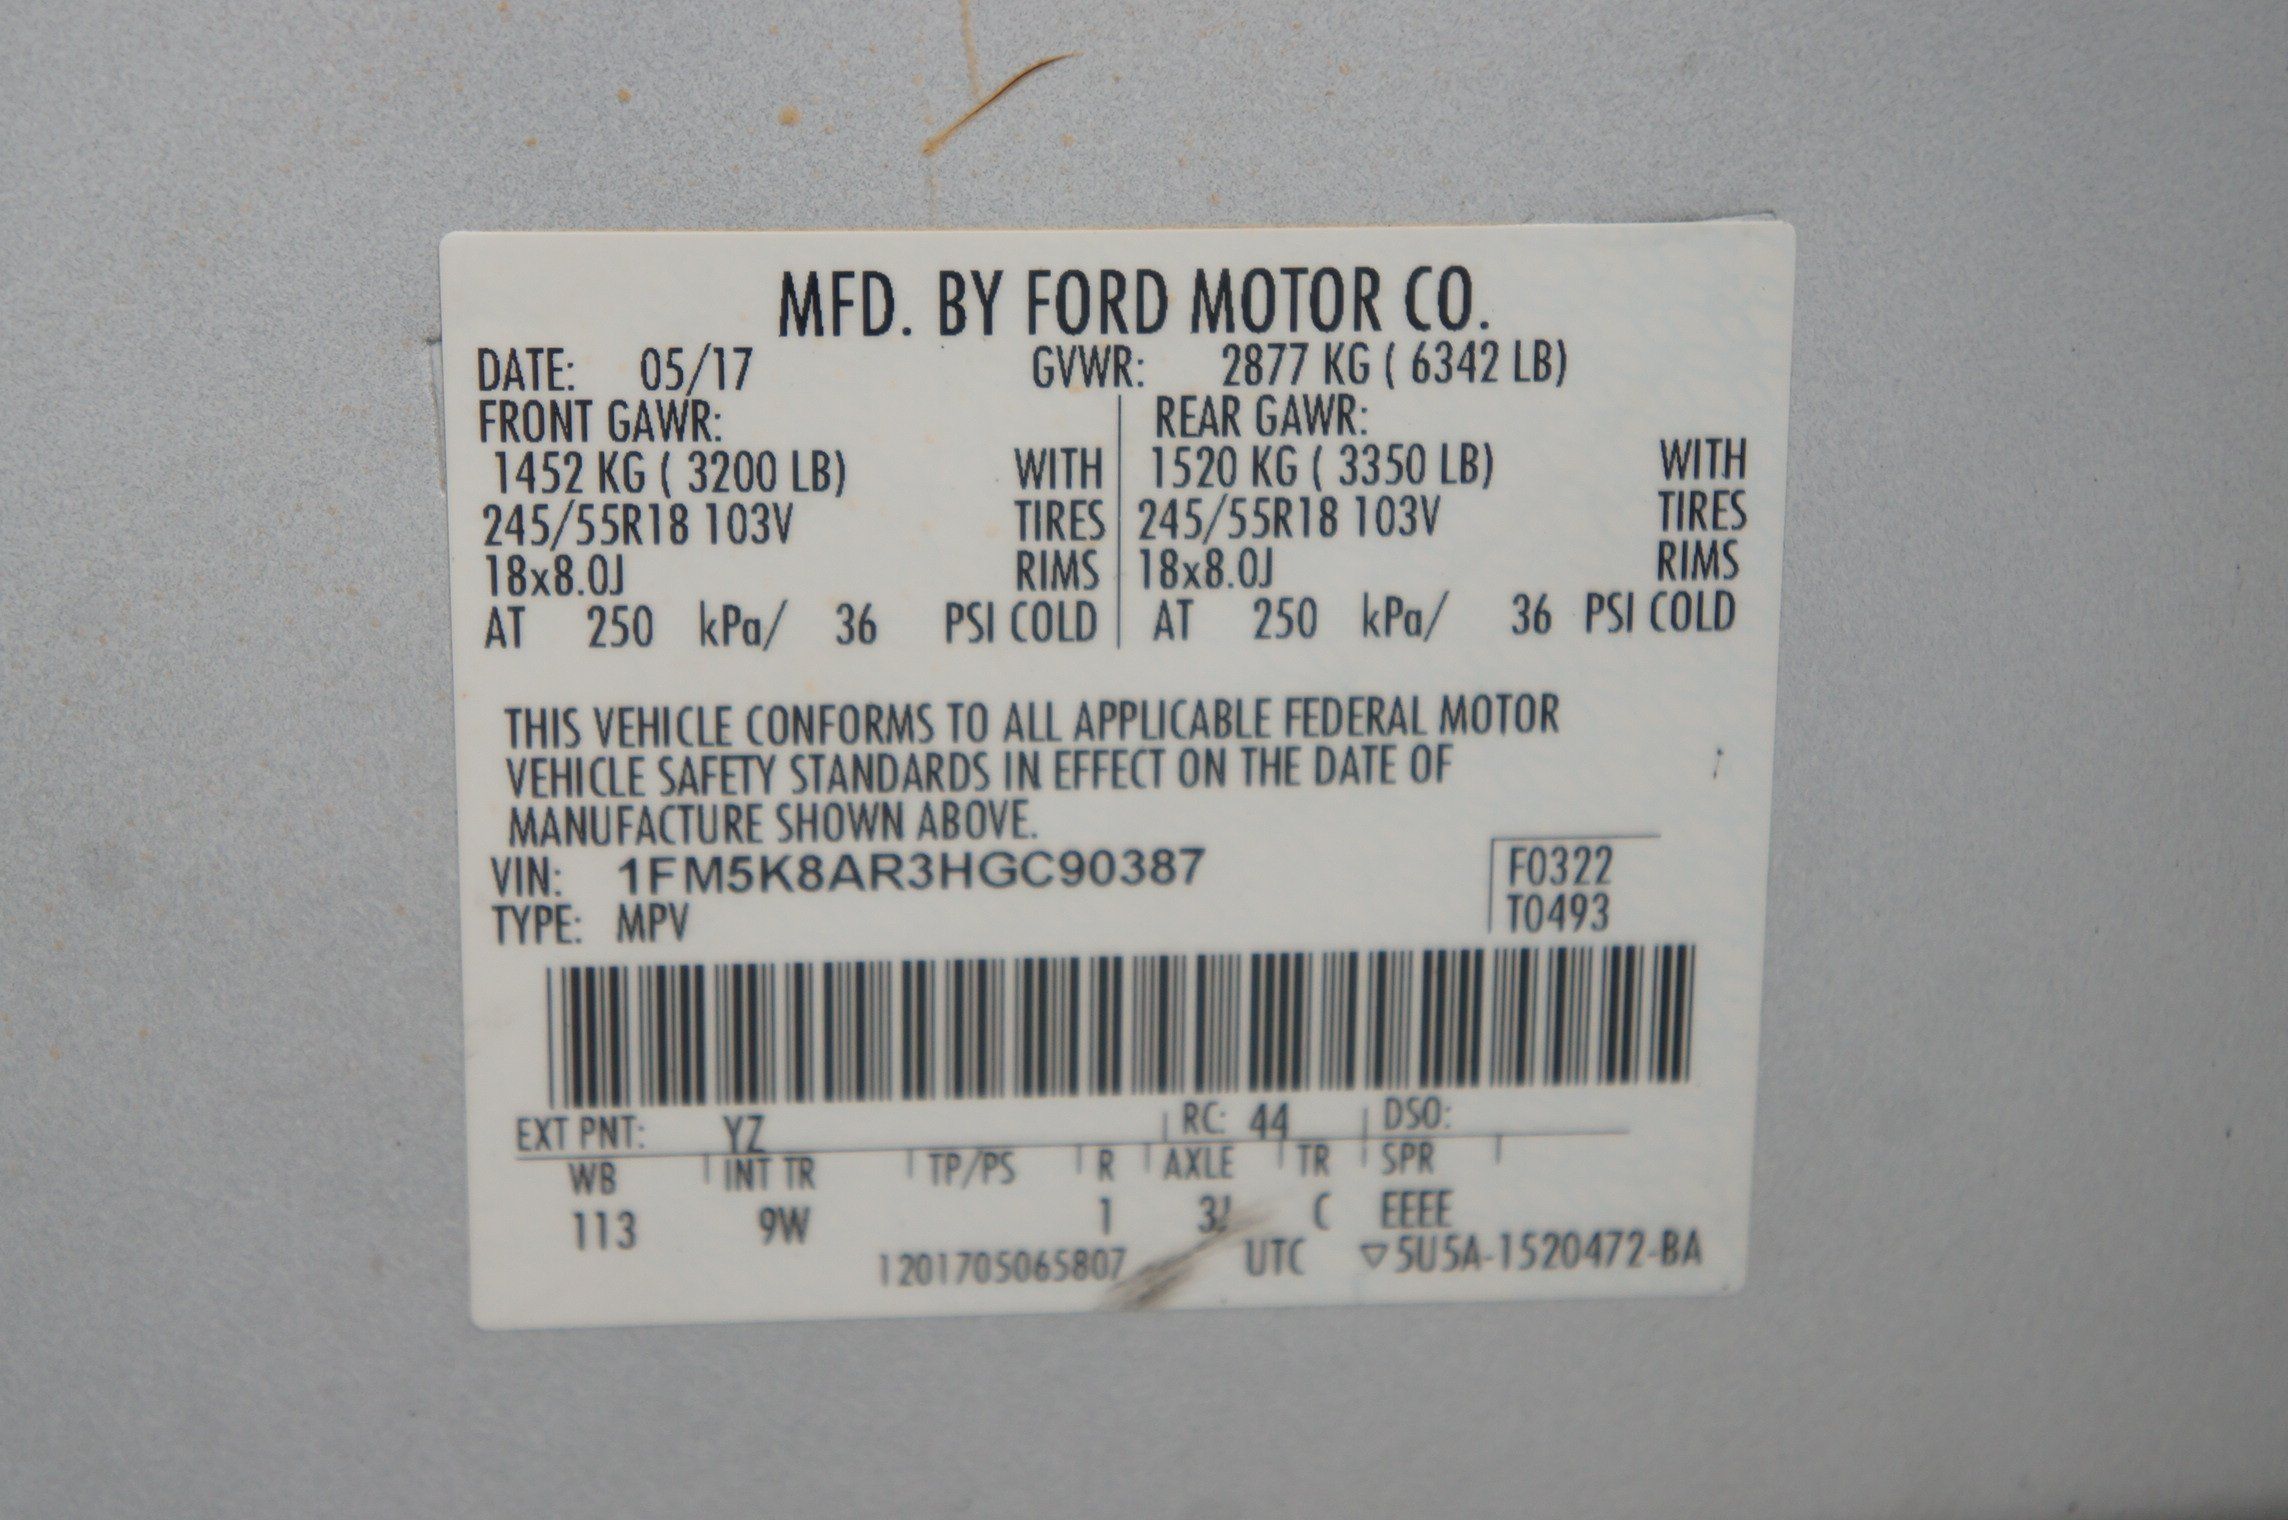 MFD. BY FORD MOTOR CO.
DATE: 05/17 GVWR: 2877 KG ( 6342 LB)
FRONT GAWR: REAR GAWR:
1452 KG ( 3200 LB) WITH 1520 KG ( 3350 LB) WITH
245/55R18 103V TIRES 245/55R18 103V TIRES
18x8.0J RIMS 18x8.0J RIMS
AT 250 kPa/ 36 PSI COLD AT 250 kPa/ 36 PSI COLD
THIS VEHICLE CONFORMS TO ALL APPLICABLE FEDERAL MOTOR
VEHICLE SAFETY STANDARDS IN EFFECT ON THE DATE OF
MANUFACTURE SHOWN ABOVE.
VIN: 1FM5K8AR3HGC90387 F0322
TYPE: MPV T0493
EXT PNT: YZ RC: 44 DSO:
WB INT TR TP/PS R AXLE TR SPR
113 9W 1 C EEEE
1201705065807 UTC ▽5U5A-1520472-BA